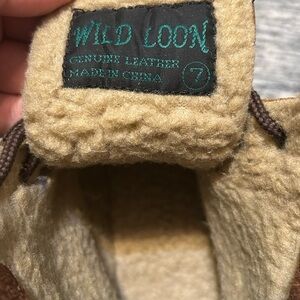 WILD LOON
GENUINE LEATHER
MADE IN CHINA 7